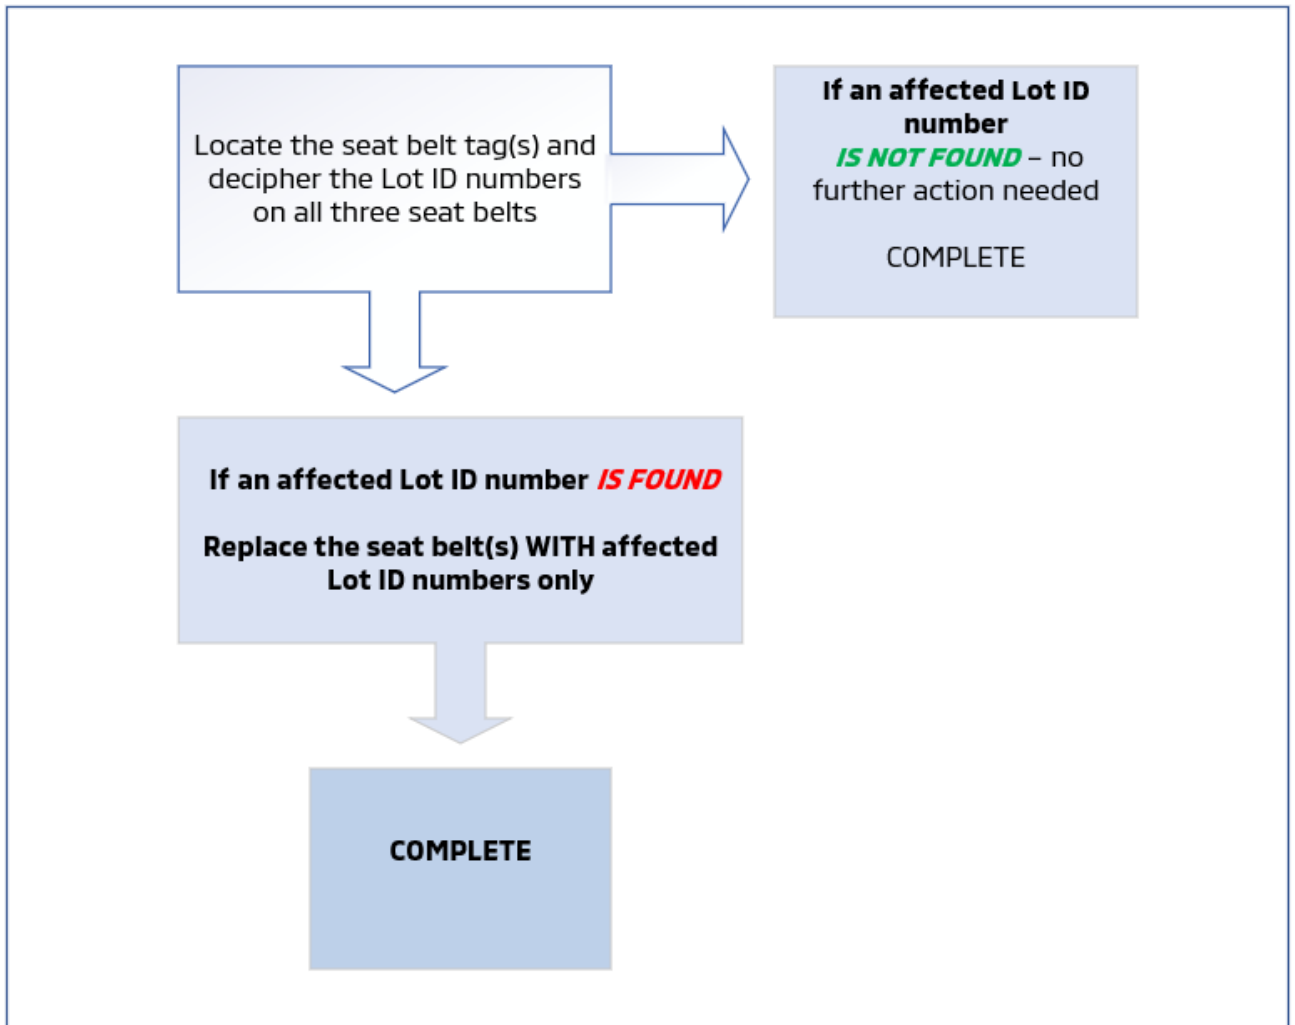 Locate the seat belt tag(s) and
decipher the Lot ID numbers
on all three seat belts
If an affected Lot ID
number
IS NOT FOUND – no
further action needed
COMPLETE
If an affected Lot ID number IS FOUND
Replace the seat belt(s) WITH affected
Lot ID numbers only
COMPLETE